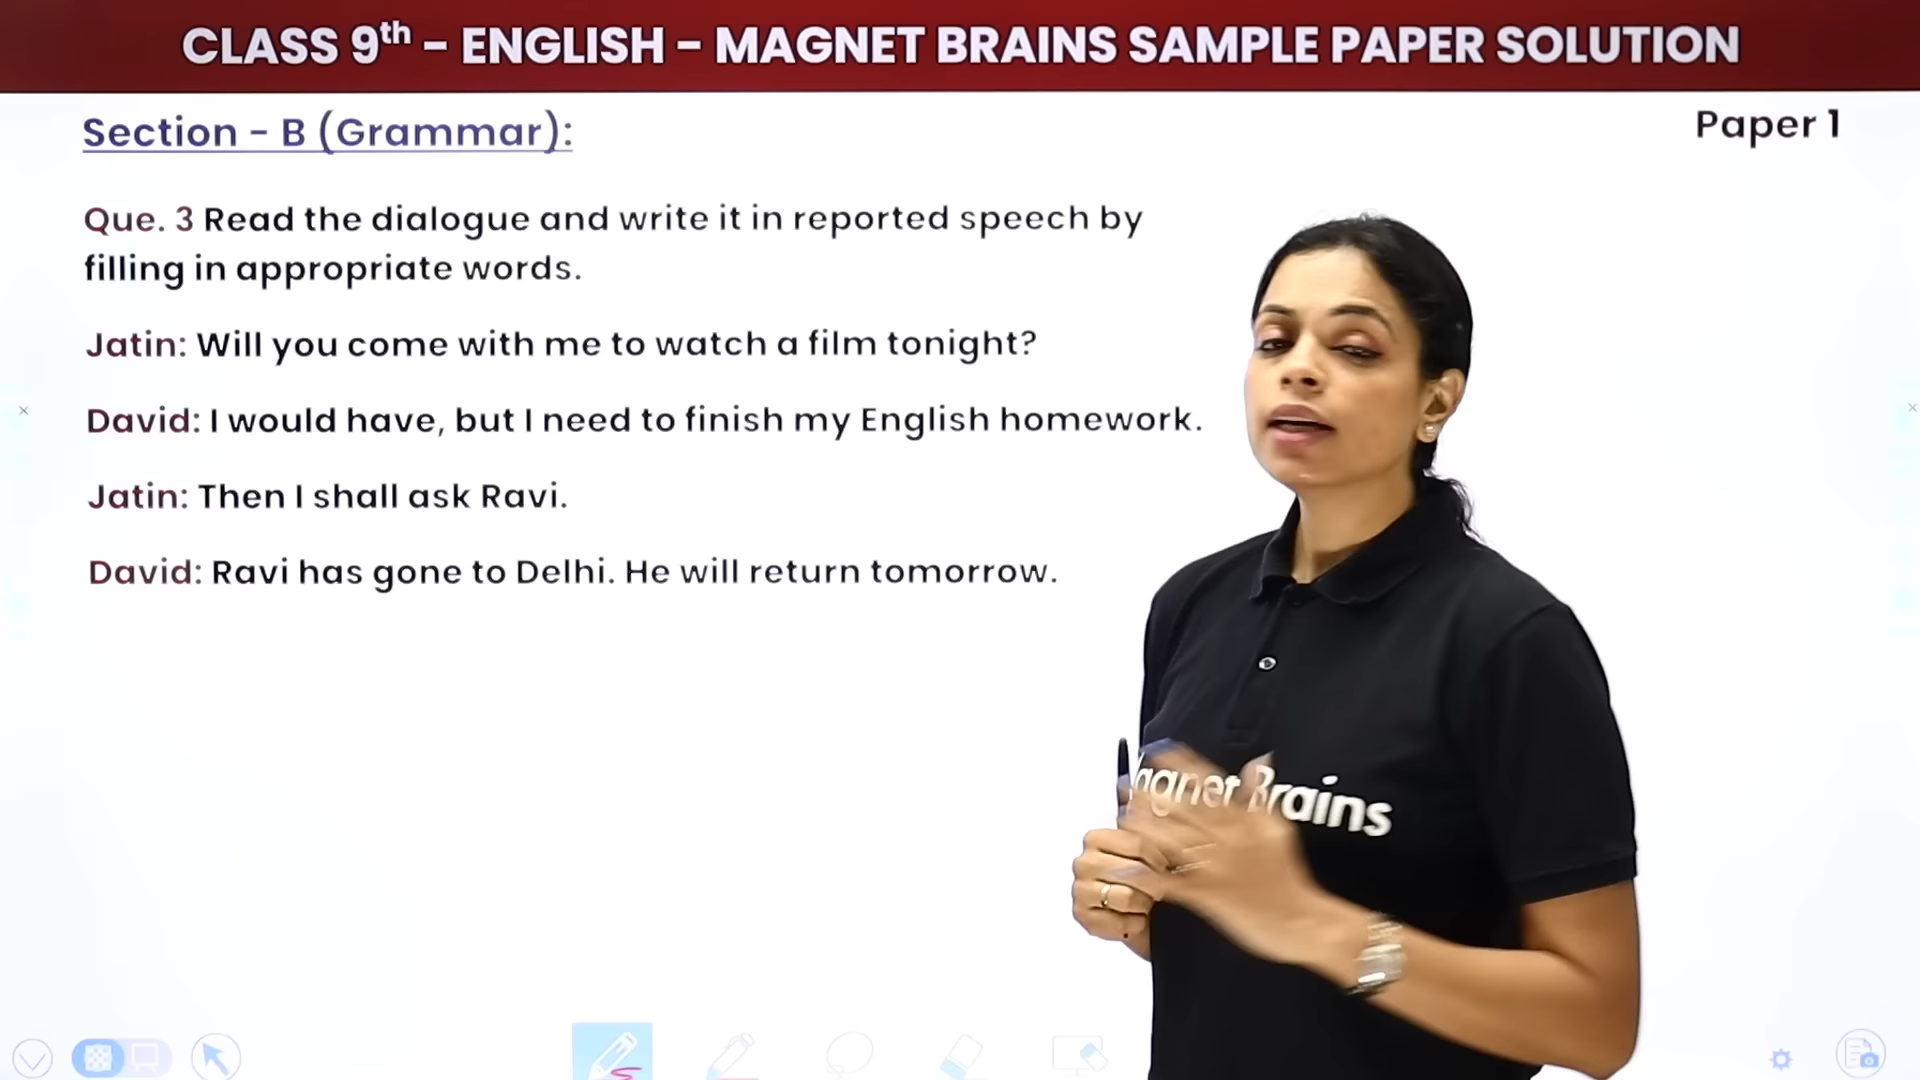 CLASS 9th – ENGLISH – MAGNET BRAINS SAMPLE PAPER SOLUTION
Section - B (Grammar):
Paper 1
Que. 3 Read the dialogue and write it in reported speech by
filling in appropriate words.
Jatin: Will you come with me to watch a film tonight?
David: I would have, but I need to finish my English homework.
Jatin: Then I shall ask Ravi.
David: Ravi has gone to Delhi. He will return tomorrow.
Magnet Brains